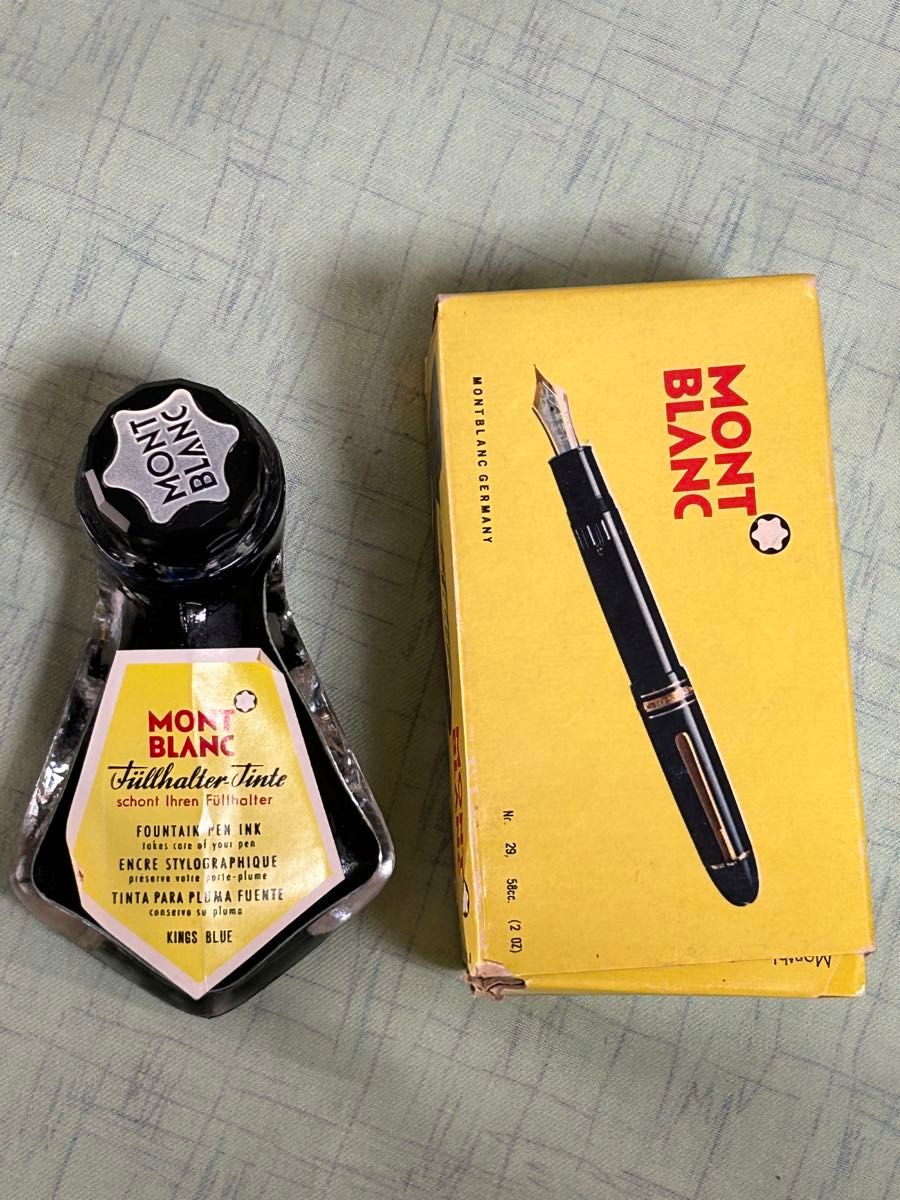 MONT
BLANC
MONT
BLANC
Füllhalter-Tinte
schont Ihren Füllhalter
FOUNTAIN PEN INK
takes care of your pen
ENCRE STYLOGRAPHIQUE
préserve votre porte-plume
TINTA PARA PLUMA FUENTE
conserva su pluma
KINGS BLUE
MONT
BLANC
MONTBLANC GERMANY
Nr. 29, 58cc. (2 OZ)